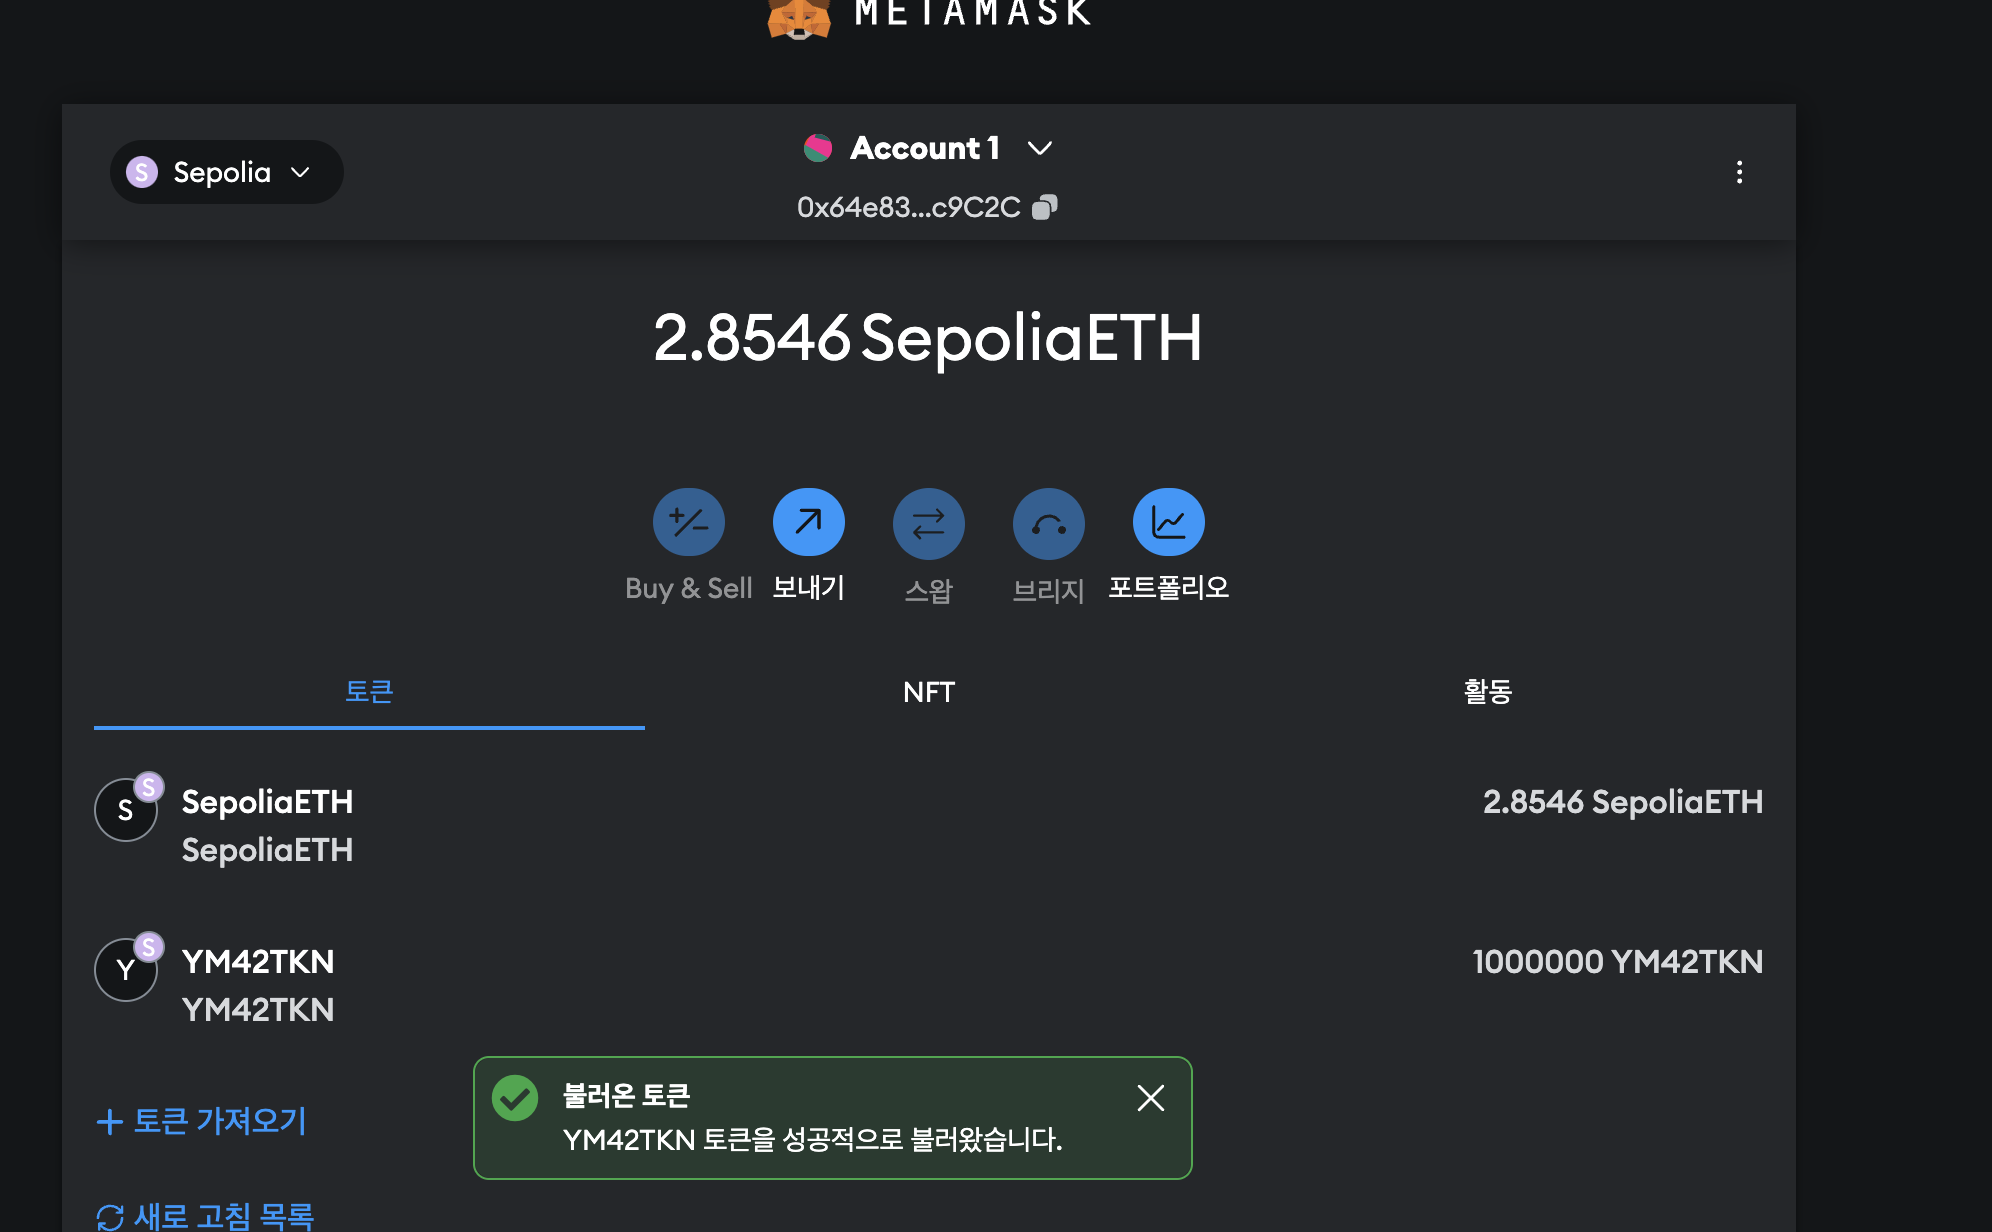 METAMASK
S Sepolia
Account 1
0x64e83...c9C2C
2.8546 SepoliaETH
Buy & Sell
보내기
스왑
브리지
포트폴리오
토큰
NFT
활동
S
S
SepoliaETH
2.8546 SepoliaETH
SepoliaETH
S
Y
YM42TKN
1000000 YM42TKN
YM42TKN
불러온 토큰
YM42TKN 토큰을 성공적으로 불러왔습니다.
+ 토큰 가져오기
새로 고침 목록